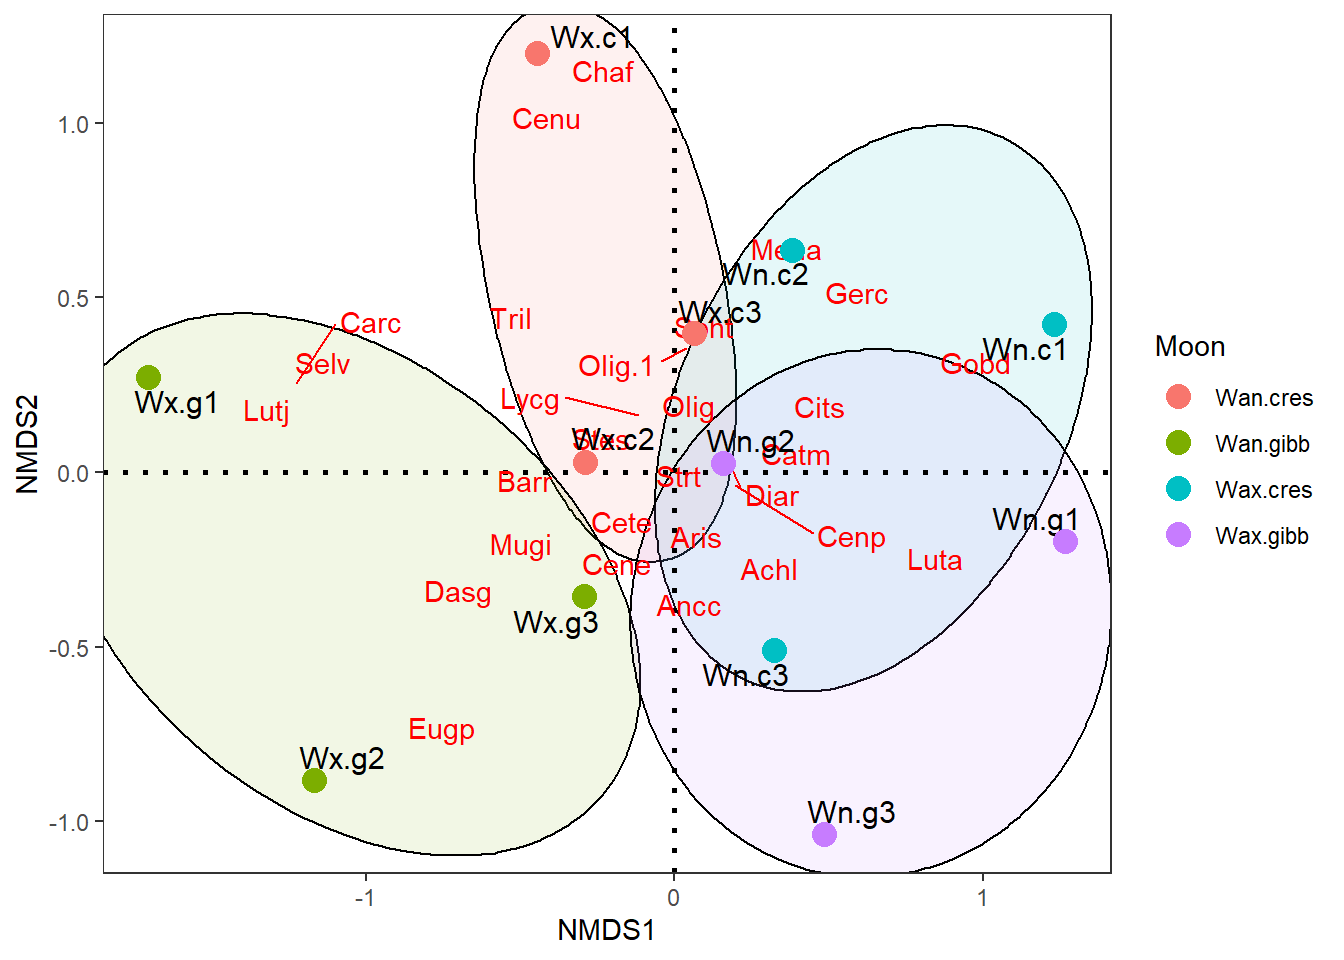 Wx.c1
Chaf
Cenu
1.0
Wn.c2
Gerc
0.5
Wx.c3
Carc
Tril
Wn.c1
Selv
Olig.1
Gobd
Wx.g1
Lutj
Lycg
Olig
Cits
Wx.c2
Wn.g2
Catm
0.0
Barr
Strt
Diar
Cete
Wn.g1
Mugi
Aris
Cenp
Cene
Achl
Luta
Dasg
Wx.g3
Ancc
-0.5
Wn.c3
Eugp
Wx.g2
Wn.g3
-1.0
-1
0
1
NMDS1
NMDS2
Moon
Wan.cres
Wan.gibb
Wax.cres
Wax.gibb